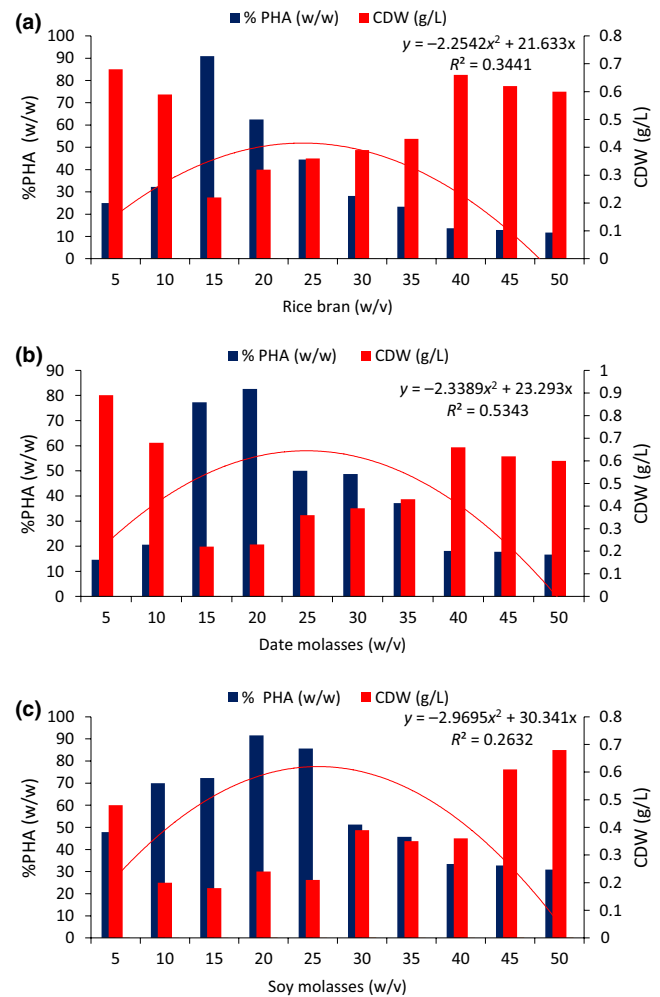 (a)
% PHA (w/w) CDW (g/L)
y = –2.2542x² + 21.633x
R² = 0.3441
%PHA (w/w)
100
90
80
70
60
50
40
30
20
10
0
0.8
0.7
0.6
0.5
0.4
0.3
0.2
0.1
0
CDW (g/L)
5 10 15 20 25 30 35 40 45 50
Rice bran (w/v)
(b)
% PHA (w/w) CDW (g/L)
y = –2.3389x² + 23.293x
R² = 0.5343
%PHA (w/w)
90
80
70
60
50
40
30
20
10
0
1
0.9
0.8
0.7
0.6
0.5
0.4
0.3
0.2
0.1
0
CDW (g/L)
5 10 15 20 25 30 35 40 45 50
Date molasses (w/v)
(c)
% PHA (w/w) CDW (g/L)
y = –2.9695x² + 30.341x
R² = 0.2632
%PHA (w/w)
100
90
80
70
60
50
40
30
20
10
0
0.8
0.7
0.6
0.5
0.4
0.3
0.2
0.1
0
CDW (g/L)
5 10 15 20 25 30 35 40 45 50
Soy molasses (w/v)